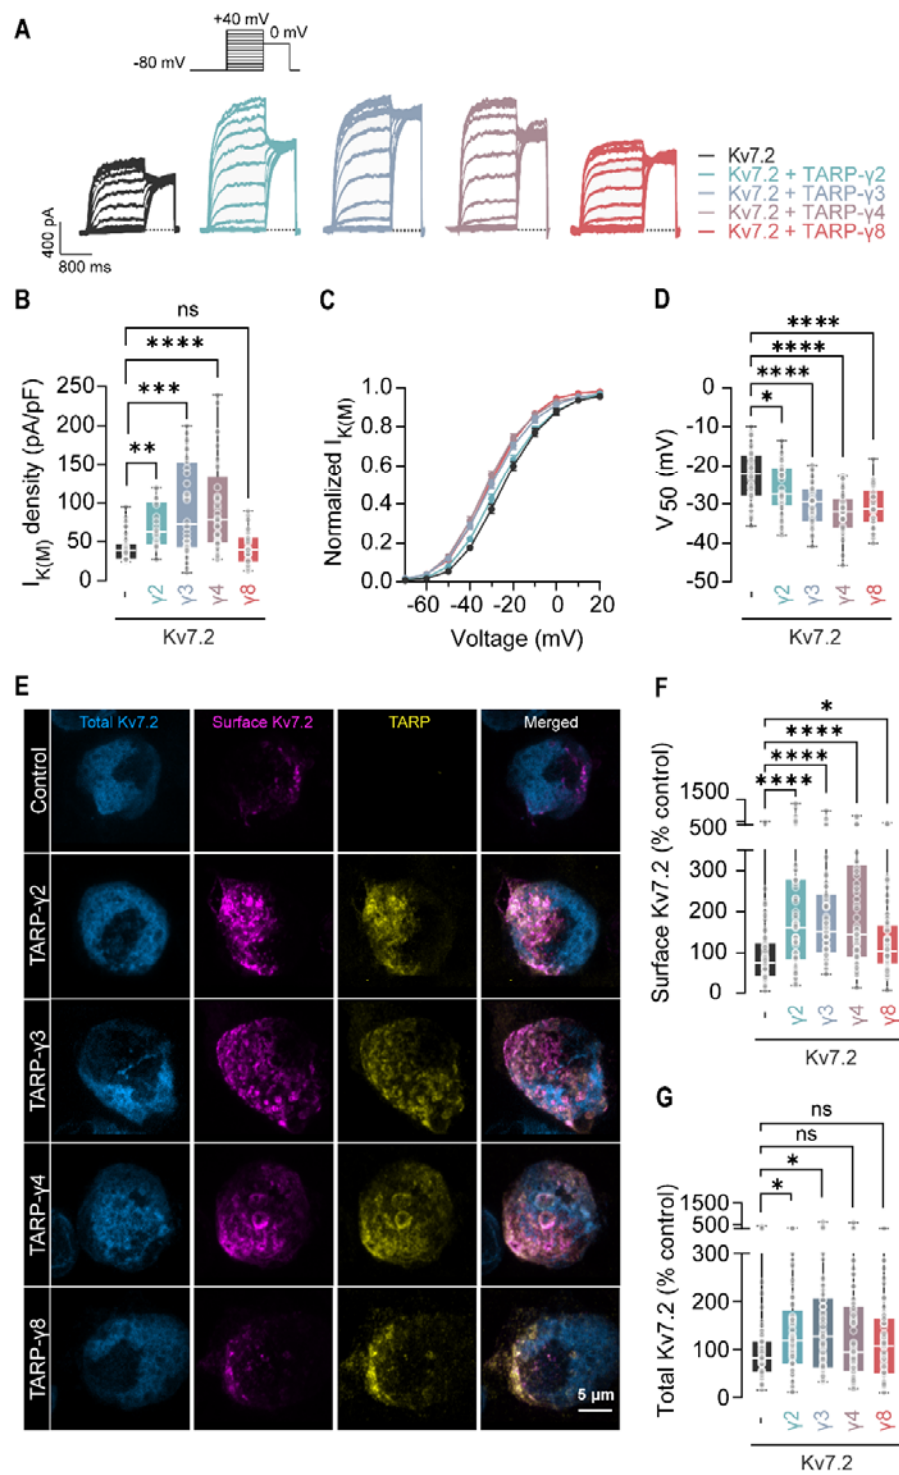 A
+40 mV
0 mV
-80 mV
Kv7.2
Kv7.2 + TARP-γ2
Kv7.2 + TARP-γ3
Kv7.2 + TARP-γ4
Kv7.2 + TARP-γ8
400 pA
800 ms
B
ns
****
***
**
I K(M) density (pA/pF)
250
200
150
100
50
0
- γ2 γ3 γ4 γ8
Kv7.2
C
Normalized I K(M)
1.0
0.8
0.6
0.4
0.2
0.0
-60 -40 -20 0 20
Voltage (mV)
D
****
****
****
*
V 50 (mV)
0
-10
-20
-30
-40
-50
- γ2 γ3 γ4 γ8
Kv7.2
E
Total Kv7.2 Surface Kv7.2 TARP Merged
Control
TARP-γ2
TARP-γ3
TARP-γ4
TARP-γ8
5 μm
F
*
****
****
****
Surface Kv7.2 (% control)
1500
500
300
200
100
0
- γ2 γ3 γ4 γ8
Kv7.2
G
ns
ns
*
*
Total Kv7.2 (% control)
1500
500
300
200
100
0
- γ2 γ3 γ4 γ8
Kv7.2